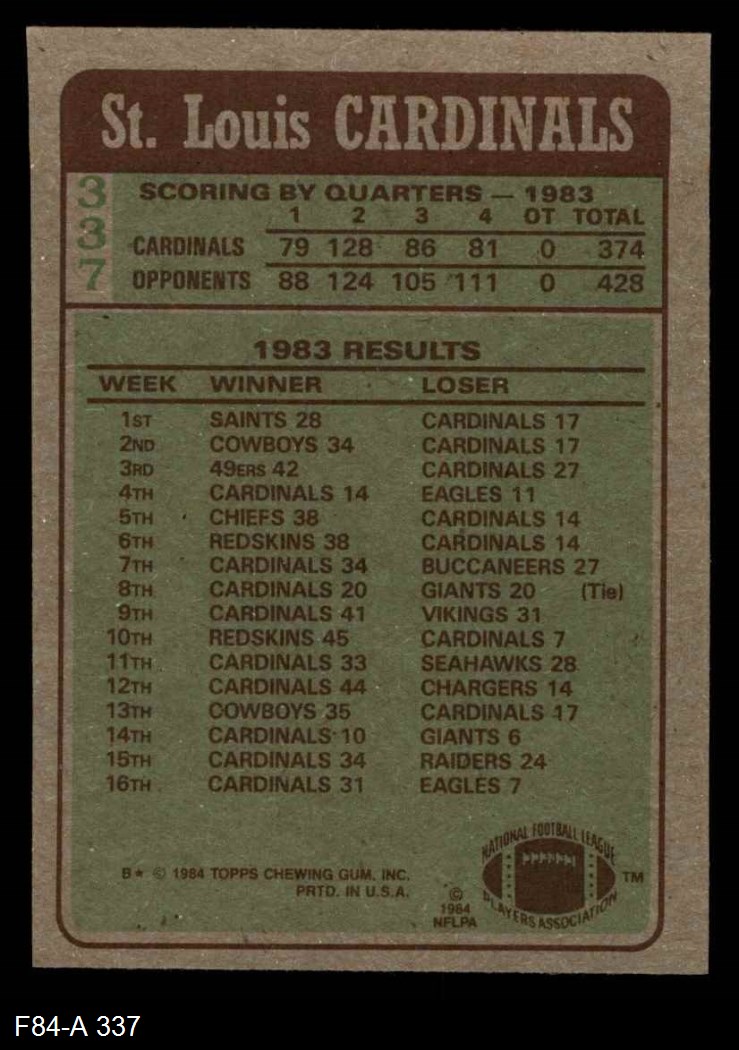 St. Louis CARDINALS
337
SCORING BY QUARTERS — 1983
1 2 3 4 OT TOTAL
CARDINALS 79 128 86 81 0 374
OPPONENTS 88 124 105 111 0 428
1983 RESULTS
WEEK WINNER LOSER
1ST SAINTS 28 CARDINALS 17
2ND COWBOYS 34 CARDINALS 17
3RD 49ERS 42 CARDINALS 27
4TH CARDINALS 14 EAGLES 11
5TH CHIEFS 38 CARDINALS 14
6TH REDSKINS 38 CARDINALS 14
7TH CARDINALS 34 BUCCANEERS 27
8TH CARDINALS 20 GIANTS 20 (Tie)
9TH CARDINALS 41 VIKINGS 31
10TH REDSKINS 45 CARDINALS 7
11TH CARDINALS 33 SEAHAWKS 28
12TH CARDINALS 44 CHARGERS 14
13TH COWBOYS 35 CARDINALS 17
14TH CARDINALS 10 GIANTS 6
15TH CARDINALS 34 RAIDERS 24
16TH CARDINALS 31 EAGLES 7
B★ © 1984 TOPPS CHEWING GUM, INC.
PRTD. IN U.S.A.
©
1984
NFLPA
NATIONAL FOOTBALL LEAGUE
PLAYERS ASSOCIATION
TM
F84-A 337